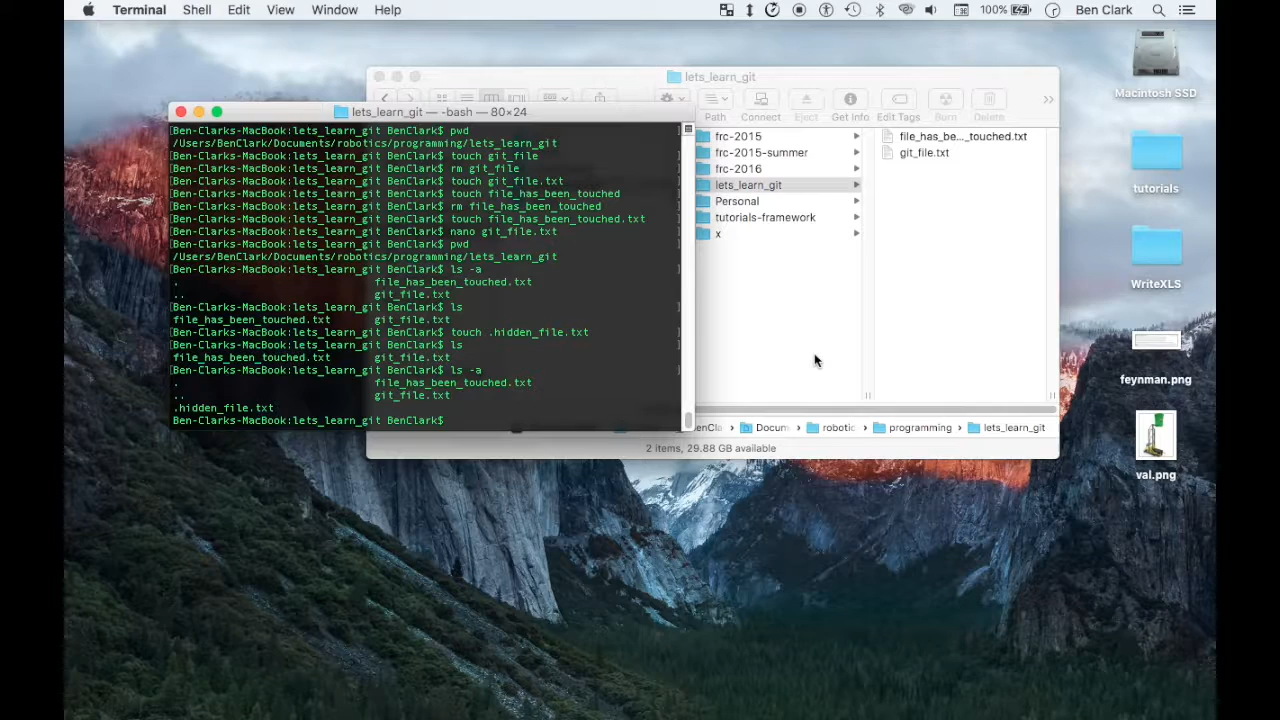 Terminal Shell Edit View Window Help 100% Ben Clark
lets_learn_git
Path Connect Eject Get Info Edit Tags Burn Delete
lets_learn_git — -bash — 80×24
[Ben-Clarks-MacBook:lets_learn_git BenClark$ pwd ]
/Users/BenClark/Documents/robotics/programming/lets_learn_git
[Ben-Clarks-MacBook:lets_learn_git BenClark$ touch git_file ]
[Ben-Clarks-MacBook:lets_learn_git BenClark$ rm git_file ]
[Ben-Clarks-MacBook:lets_learn_git BenClark$ touch git_file.txt ]
[Ben-Clarks-MacBook:lets_learn_git BenClark$ touch file_has_been_touched ]
[Ben-Clarks-MacBook:lets_learn_git BenClark$ rm file_has_been_touched ]
[Ben-Clarks-MacBook:lets_learn_git BenClark$ touch file_has_been_touched.txt ]
[Ben-Clarks-MacBook:lets_learn_git BenClark$ nano git_file.txt ]
[Ben-Clarks-MacBook:lets_learn_git BenClark$ pwd ]
/Users/BenClark/Documents/robotics/programming/lets_learn_git
[Ben-Clarks-MacBook:lets_learn_git BenClark$ ls -a ]
. file_has_been_touched.txt
.. git_file.txt
[Ben-Clarks-MacBook:lets_learn_git BenClark$ ls ]
file_has_been_touched.txt git_file.txt
[Ben-Clarks-MacBook:lets_learn_git BenClark$ touch .hidden_file.txt ]
[Ben-Clarks-MacBook:lets_learn_git BenClark$ ls ]
file_has_been_touched.txt git_file.txt
[Ben-Clarks-MacBook:lets_learn_git BenClark$ ls -a ]
. file_has_been_touched.txt
.. git_file.txt
.hidden_file.txt
Ben-Clarks-MacBook:lets_learn_git BenClark$
frc-2015
frc-2015-summer
frc-2016
lets_learn_git
Personal
tutorials-framework
x
file_has_be..._touched.txt
git_file.txt
enCla Docum robotic programming lets_learn_git
2 items, 29.88 GB available
Macintosh SSD
tutorials
WriteXLS
feynman.png
val.png